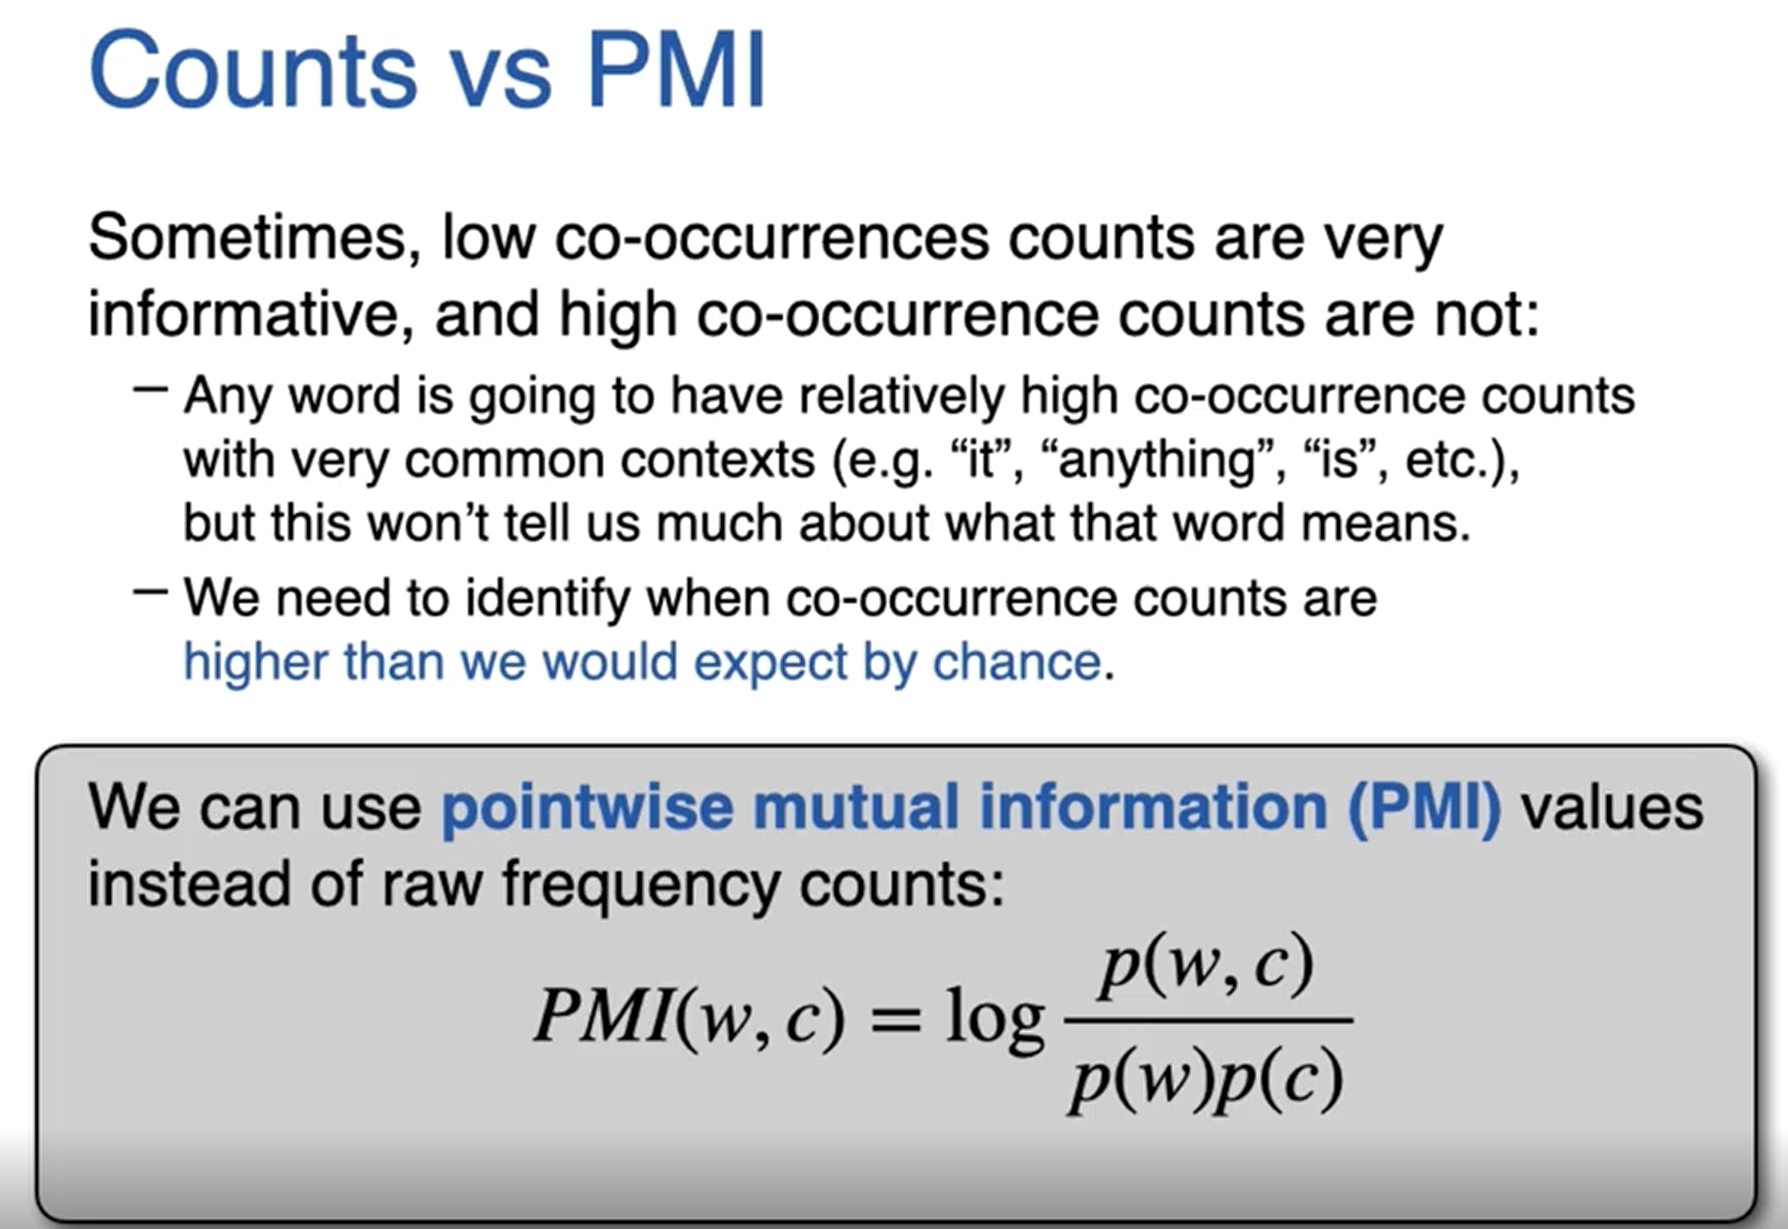 Counts vs PMI
Sometimes, low co-occurrences counts are very
informative, and high co-occurrence counts are not:
– Any word is going to have relatively high co-occurrence counts
with very common contexts (e.g. “it”, “anything”, “is”, etc.),
but this won’t tell us much about what that word means.
– We need to identify when co-occurrence counts are
higher than we would expect by chance.
We can use pointwise mutual information (PMI) values
instead of raw frequency counts:
PMI(w, c) = log p(w, c) / p(w)p(c)